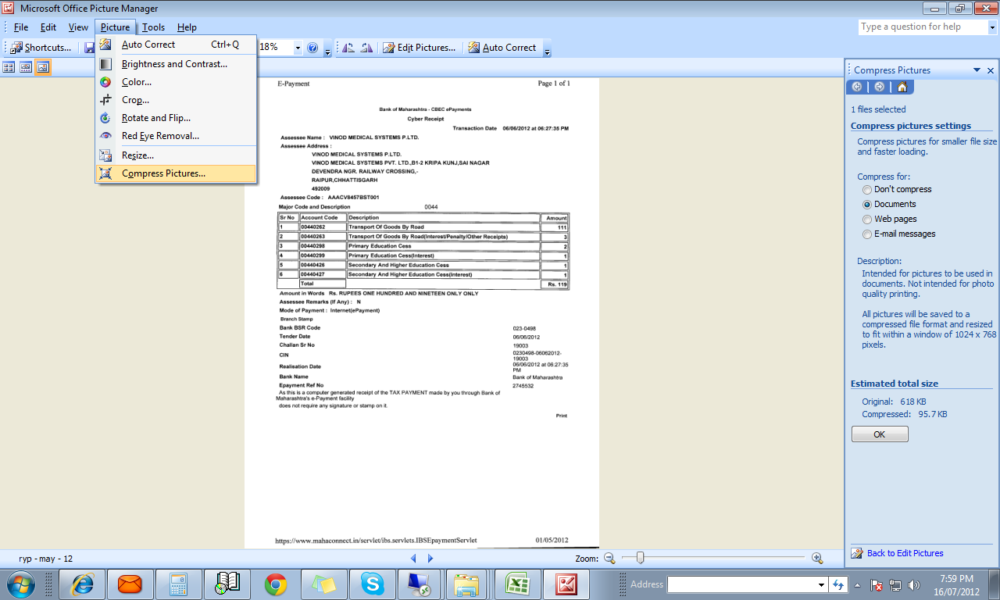 Microsoft Office Picture Manager
File Edit View Picture Tools Help
Type a question for help
Shortcuts... 18% Edit Pictures... Auto Correct
Auto Correct Ctrl+Q
Brightness and Contrast...
Color...
Crop...
Rotate and Flip...
Red Eye Removal...
Resize...
Compress Pictures...
E-Payment Page 1 of 1
Bank of Maharashtra - CBEC ePayments
Cyber Receipt
Transaction Date 06/06/2012 at 06:27:35 PM
Assessee Name : VINOD MEDICAL SYSTEMS P.LTD.
Assessee Address :
VINOD MEDICAL SYSTEMS P.LTD.
VINOD MEDICAL SYSTEMS PVT. LTD.,B1-2 KRIPA KUNJ,SAI NAGAR
DEVENDRA NGR. RAILWAY CROSSING,-
RAIPUR,CHHATTISGARH
492009
Assessee Code : AAACV8457BST001
Major Code and Description 0044
Sr No Account Code Description Amount
1 00440262 Transport Of Goods By Road 111
2 00440263 Transport Of Goods By Road(Interest/Penalty/Other Receipts) 3
3 00440298 Primary Education Cess 2
4 00440299 Primary Education Cess(Interest) 1
5 00440426 Secondary And Higher Education Cess 1
6 00440427 Secondary And Higher Education Cess(Interest) 1
Total Rs. 119
Amount in Words Rs. RUPEES ONE HUNDRED AND NINETEEN ONLY ONLY
Assessee Remarks (If Any) : N
Mode of Payment : Internet(ePayment)
Branch Stamp
Bank BSR Code 023-0498
Tender Date 06/06/2012
Challan Sr No 19003
CIN 0230498-06062012-
19003
Realisation Date 06/06/2012 at 06:27:35
PM
Bank Name Bank of Maharashtra
Epayment Ref No 2745532
As this is a computer generated receipt of the TAX PAYMENT made by you through Bank of
Maharashtra's e-Payment facility
does not require any signature or stamp on it.
Print
https://www.mahaconnect.in/servlet/ibs.servlets.IBSEpaymentServlet 01/05/2012
Compress Pictures
1 files selected
Compress pictures settings
Compress pictures for smaller file size
and faster loading.
Compress for:
Don't compress
Documents
Web pages
E-mail messages
Description:
Intended for pictures to be used in
documents. Not intended for photo
quality printing.
All pictures will be saved to a
compressed file format and resized
to fit within a window of 1024 x 768
pixels.
Estimated total size
Original: 618 KB
Compressed: 95.7 KB
OK
Back to Edit Pictures
ryp - may - 12 Zoom:
Address
7:59 PM
16/07/2012